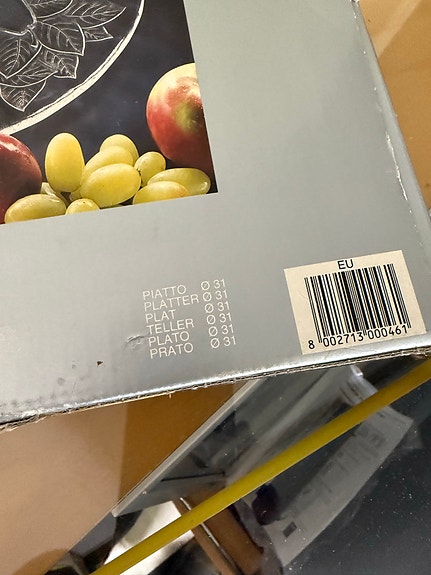 PIATTO Ø 31
PLATTER Ø 31
PLAT Ø 31
TELLER Ø 31
PLATO Ø 31
PRATO Ø 31
EU
8 002713 000461